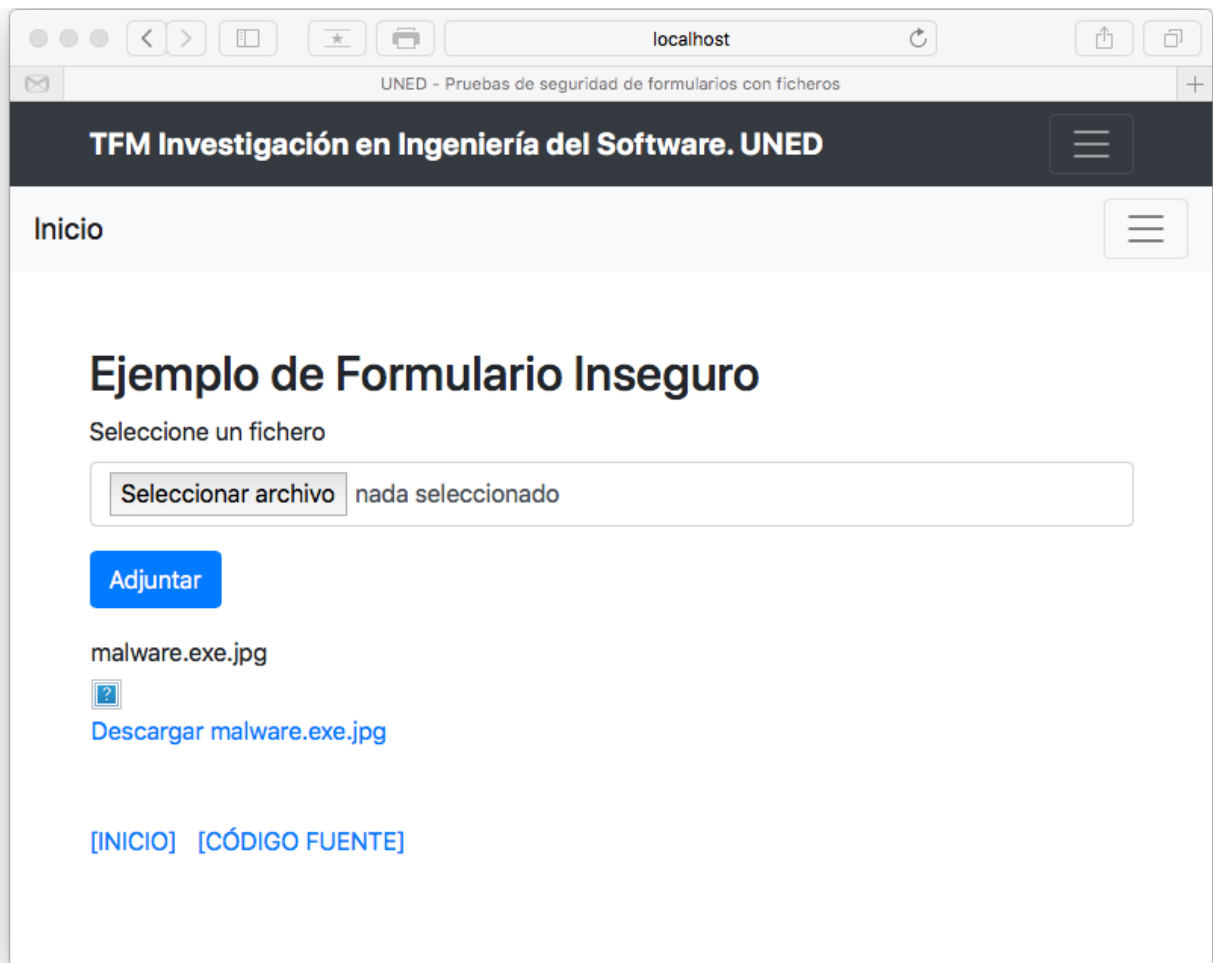 localhost
UNED - Pruebas de seguridad de formularios con ficheros
TFM Investigación en Ingeniería del Software. UNED
Inicio
Ejemplo de Formulario Inseguro
Seleccione un fichero
Seleccionar archivo nada seleccionado
Adjuntar
malware.exe.jpg
Descargar malware.exe.jpg
[INICIO] [CÓDIGO FUENTE]